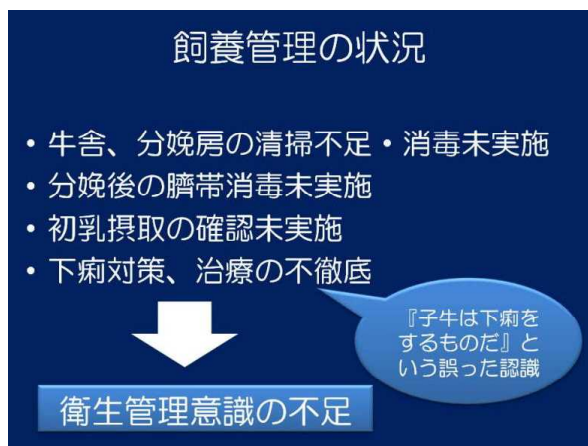 飼養管理の状況
• 牛舎、分娩房の清掃不足・消毒未実施
• 分娩後の臍帯消毒未実施
• 初乳摂取の確認未実施
• 下痢対策、治療の不徹底
『子牛は下痢を
するものだ』と
いう誤った認識
衛生管理意識の不足